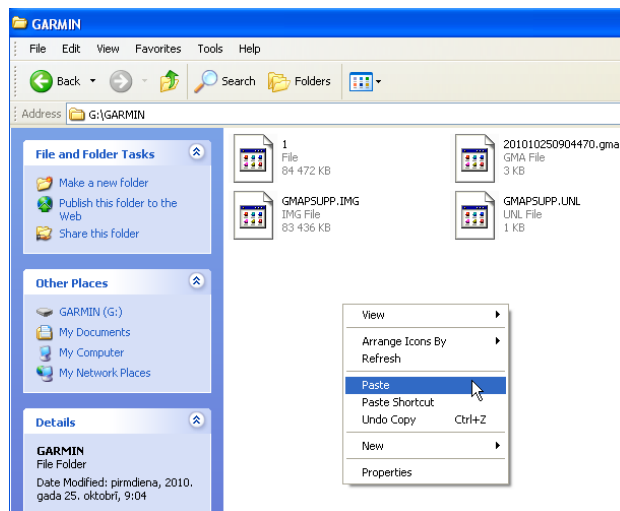 GARMIN
File Edit View Favorites Tools Help
Back Search Folders
Address G:\GARMIN
File and Folder Tasks
Make a new folder
Publish this folder to the
Web
Share this folder
Other Places
GARMIN (G:)
My Documents
My Computer
My Network Places
Details
GARMIN
File Folder
Date Modified: pirmdiena, 2010.
gada 25. oktobrī, 9:04
1
File
84 472 KB
201010250904470.gma
GMA File
3 KB
GMAPSUPP.IMG
IMG File
83 436 KB
GMAPSUPP.UNL
UNL File
1 KB
View
Arrange Icons By
Refresh
Paste
Paste Shortcut
Undo Copy Ctrl+Z
New
Properties